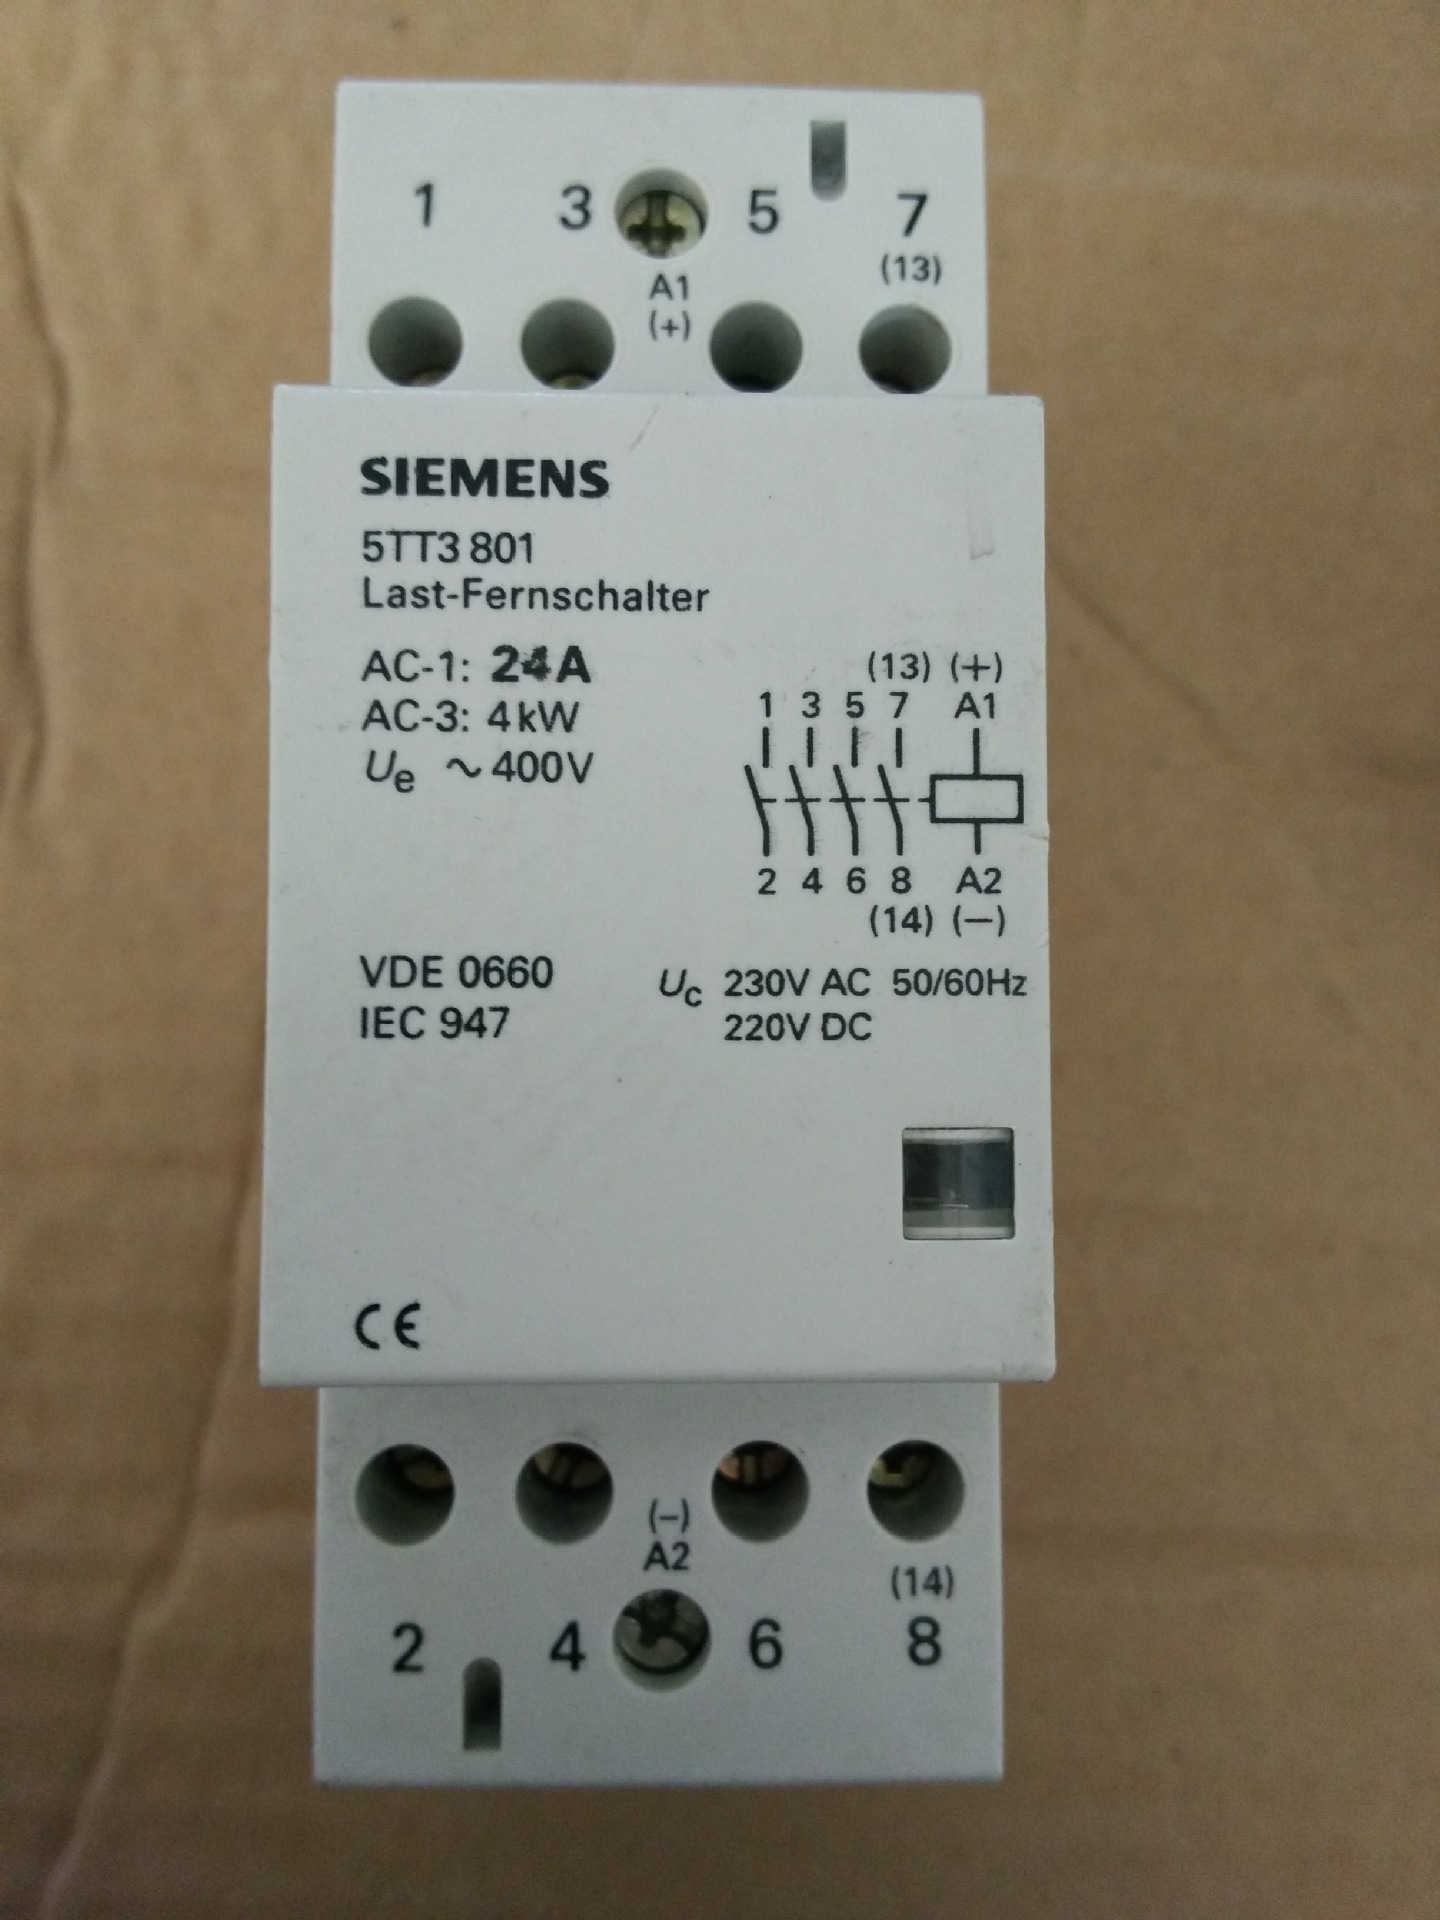 1 3 5 7
(13)
A1
(+)
SIEMENS
5TT3 801
Last-Fernschalter
AC-1: 24A
AC-3: 4kW
Ue ~ 400V
(13) (+)
1 3 5 7 A1
2 4 6 8 A2
(14) (—)
VDE 0660
IEC 947
Uc 230V AC 50/60Hz
220V DC
CE
(–)
A2
(14)
2 4 6 8